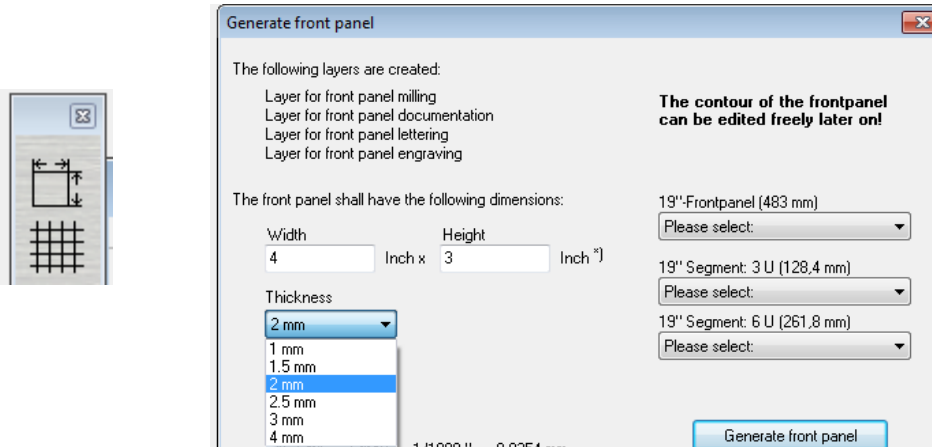 Generate front panel
The following layers are created:
Layer for front panel milling
Layer for front panel documentation
Layer for front panel lettering
Layer for front panel engraving
The contour of the frontpanel
can be edited freely later on!
The front panel shall have the following dimensions:
Width
Height
4 Inch x 3 Inch *)
Thickness
2 mm
1 mm
1.5 mm
2 mm
2.5 mm
3 mm
4 mm
19"-Frontpanel (483 mm)
Please select:
19" Segment: 3 U (128,4 mm)
Please select:
19" Segment: 6 U (261,8 mm)
Please select:
Generate front panel